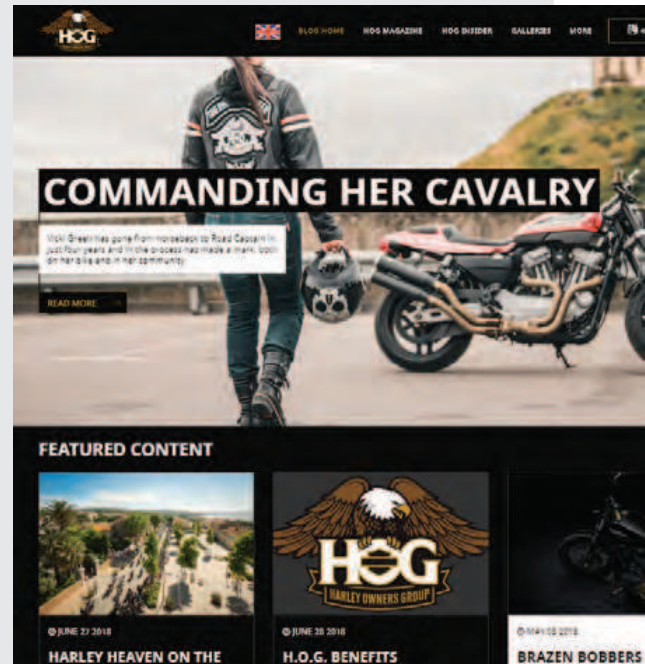 HOG
BLOG HOME HOG MAGAZINE HOG INSIDER GALLERIES MORE
COMMANDING HER CAVALRY
Vicki Green has gone from horseback to Road Captain in
just four years and in the process has made a mark, both
on her bike and in her community
READ MORE
FEATURED CONTENT
HOG
HARLEY OWNERS GROUP
JUNE 27 2018
JUNE 28 2018
HARLEY HEAVEN ON THE
H.O.G. BENEFITS
BRAZEN BOBBERS